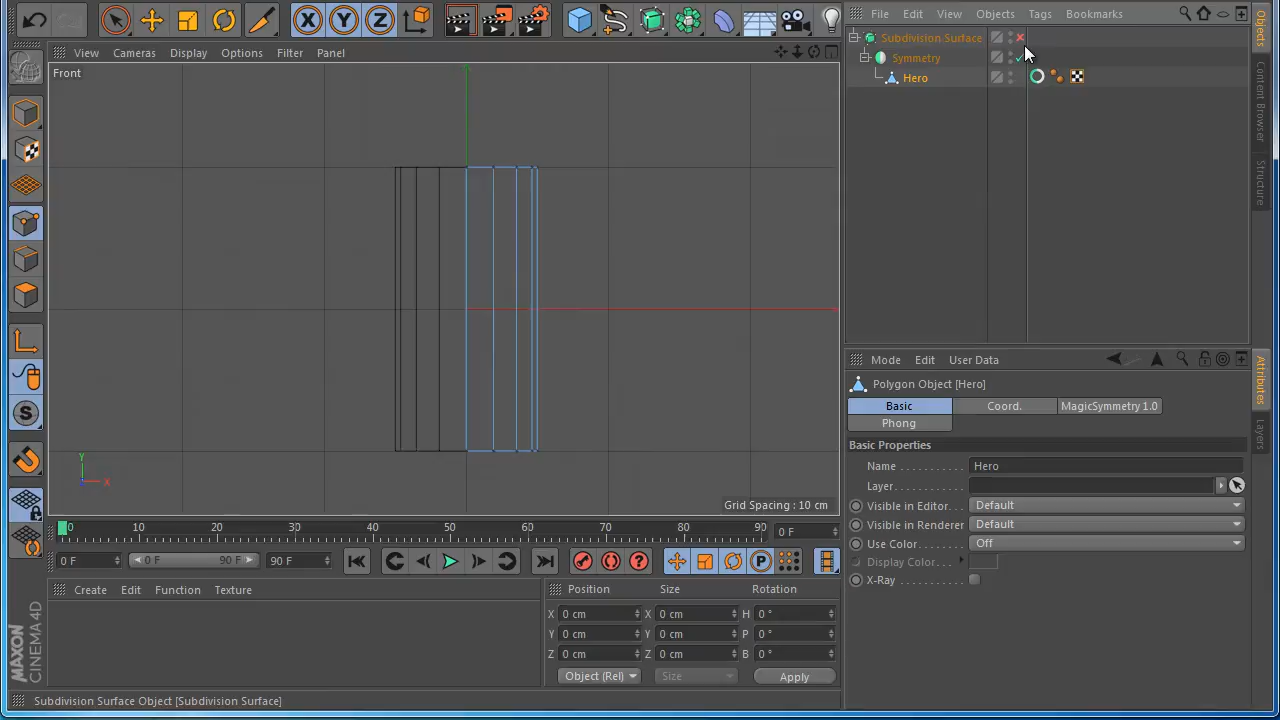 X Y Z
File Edit View Objects Tags Bookmarks
View Cameras Display Options Filter Panel
Front
Subdivision Surface
Symmetry
Hero
Objects
Content Browser
Structure
Y
X
Grid Spacing : 10 cm
Mode Edit User Data
Polygon Object [Hero]
Basic Coord. MagicSymmetry 1.0
Phong
Basic Properties
Name Hero
Layer
Visible in Editor Default
Visible in Renderer Default
Use Color Off
Display Color
X-Ray
Attributes
Layers
0 10 20 30 40 50 60 70 80 90 0 F
0 F 0 F 90 F 90 F
P
Create Edit Function Texture
Position Size Rotation
X 0 cm X 0 cm H 0 °
Y 0 cm Y 0 cm P 0 °
Z 0 cm Z 0 cm B 0 °
Object (Rel) Size Apply
MAXON CINEMA 4D
Subdivision Surface Object [Subdivision Surface]